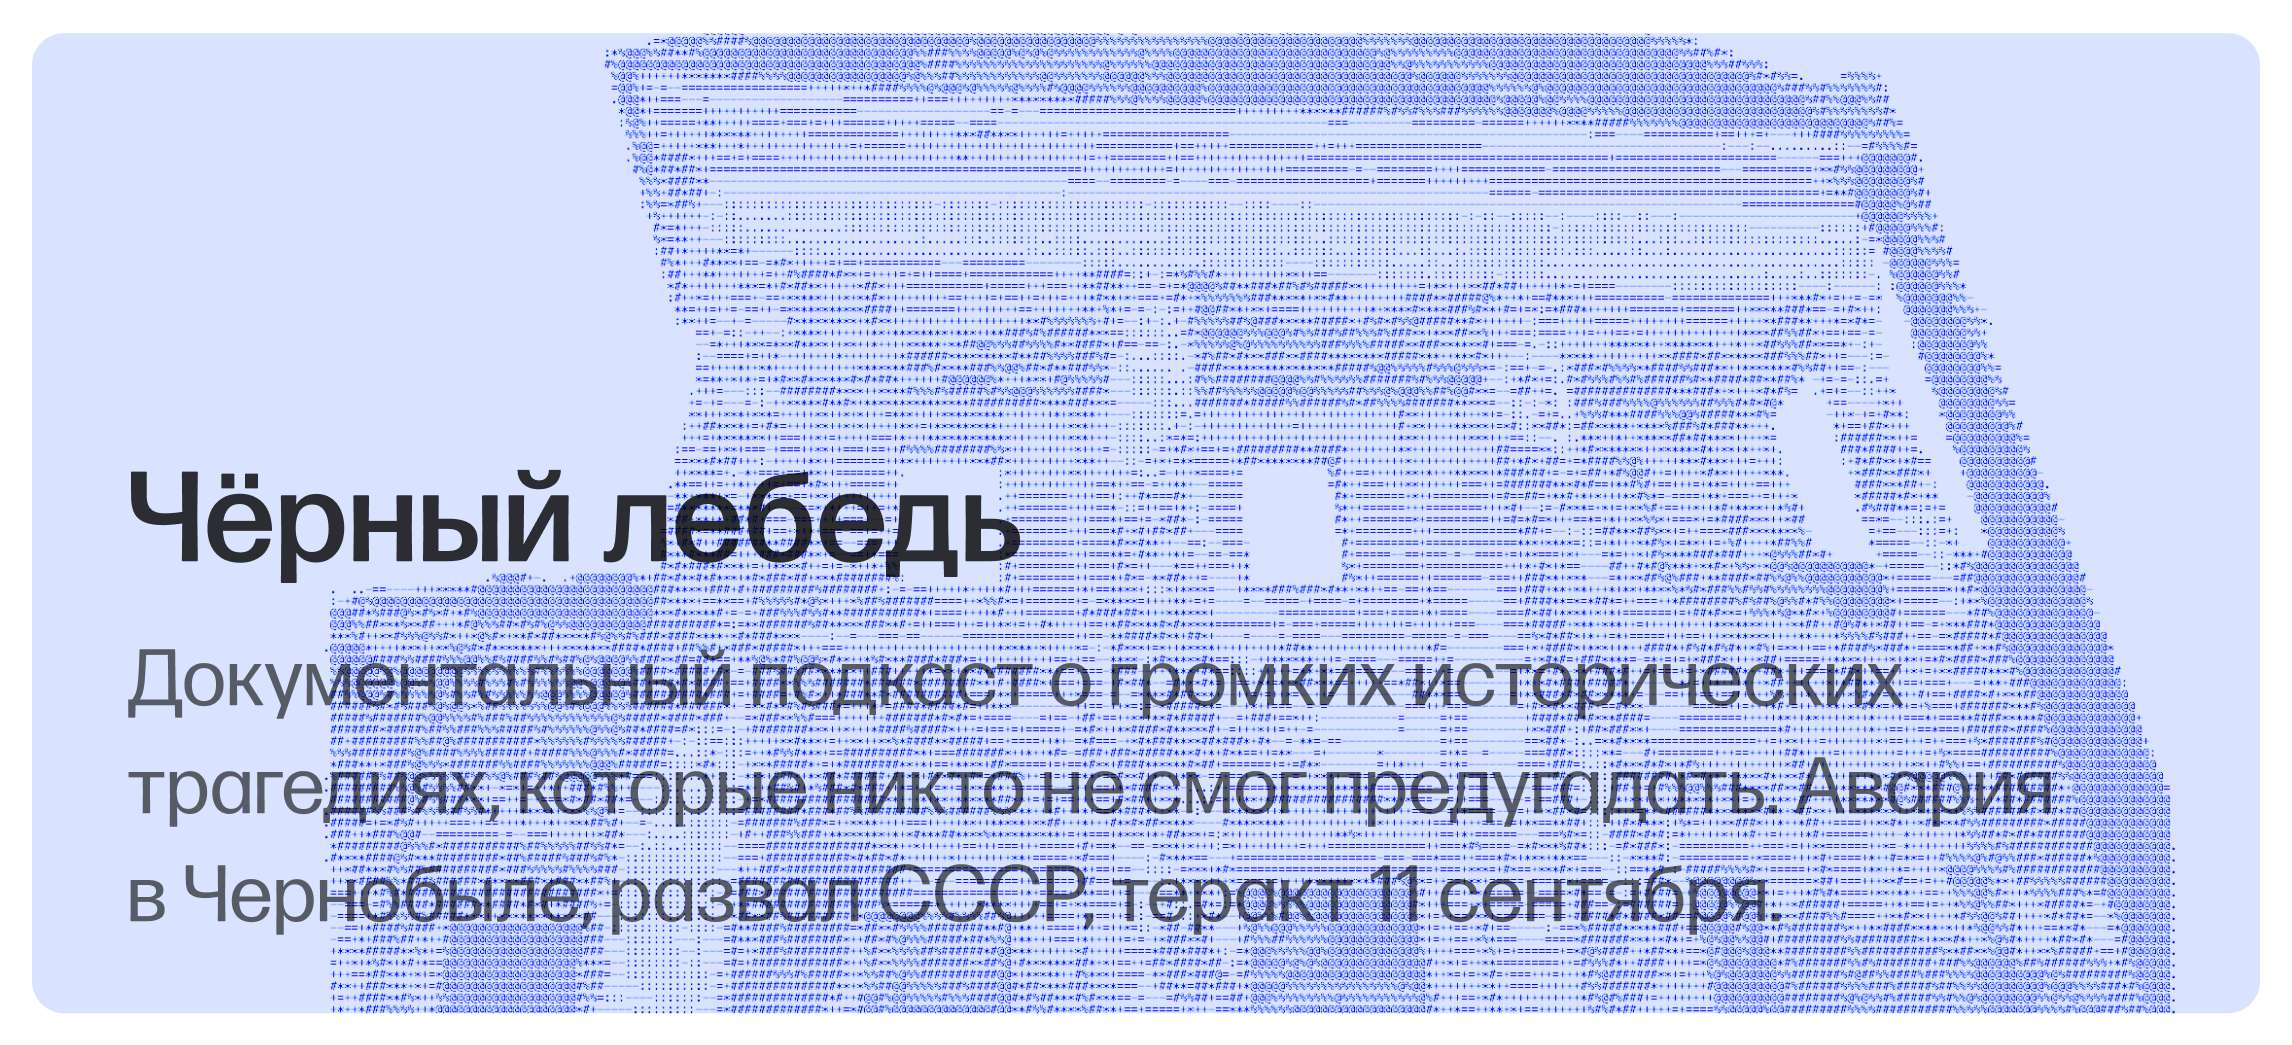 Чёрный лебедь
Документальный подкаст о громких исторических
трагедиях, которые никто не смог предугадать. Авария
в Чернобыле, развал СССР, теракт 11 сентября.